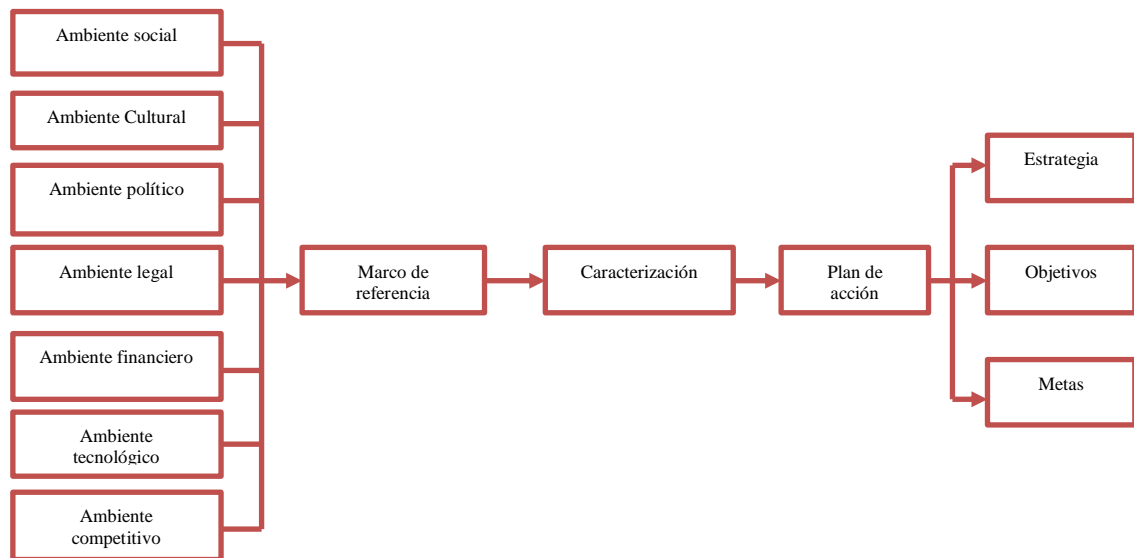 Ambiente social
Ambiente Cultural
Ambiente político
Ambiente legal
Ambiente financiero
Ambiente
tecnológico
Ambiente
competitivo
Marco de
referencia
Caracterización
Plan de
acción
Estrategia
Objetivos
Metas